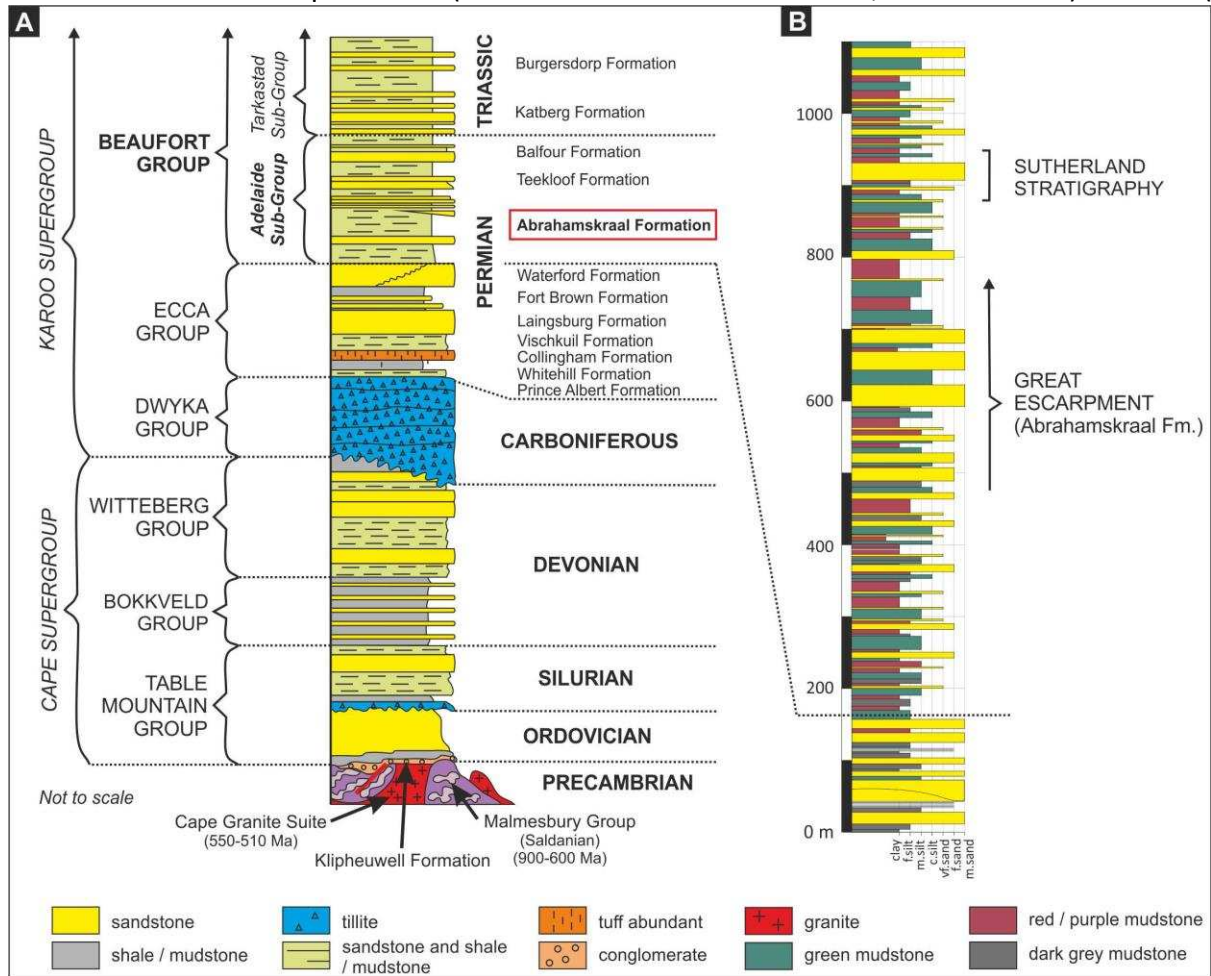 A
B
KAROO SUPERGROUP
CAPE SUPERGROUP
BEAUFORT
GROUP
ECCA
GROUP
DWYKA
GROUP
WITTEBERG
GROUP
BOKKVELD
GROUP
TABLE
MOUNTAIN
GROUP
Tarkastad
Sub-Group
Adelaide
Sub-Group
TRIASSIC
PERMIAN
CARBONIFEROUS
DEVONIAN
SILURIAN
ORDOVICIAN
PRECAMBRIAN
Burgersdorp Formation
Katberg Formation
Balfour Formation
Teekloof Formation
Abrahamskraal Formation
Waterford Formation
Fort Brown Formation
Laingsburg Formation
Vischkuil Formation
Collingham Formation
Whitehill Formation
Prince Albert Formation
Not to scale
Cape Granite Suite
(550-510 Ma)
Klipheuwell Formation
Malmesbury Group
(Saldanian)
(900-600 Ma)
1000
800
600
400
200
0 m
clay
f.silt
m.silt
c.silt
vf.sand
f.sand
m.sand
SUTHERLAND
STRATIGRAPHY
GREAT
ESCARPMENT
(Abrahamskraal Fm.)
sandstone
tillite
tuff abundant
granite
red / purple mudstone
shale / mudstone
sandstone and shale
/ mudstone
conglomerate
green mudstone
dark grey mudstone